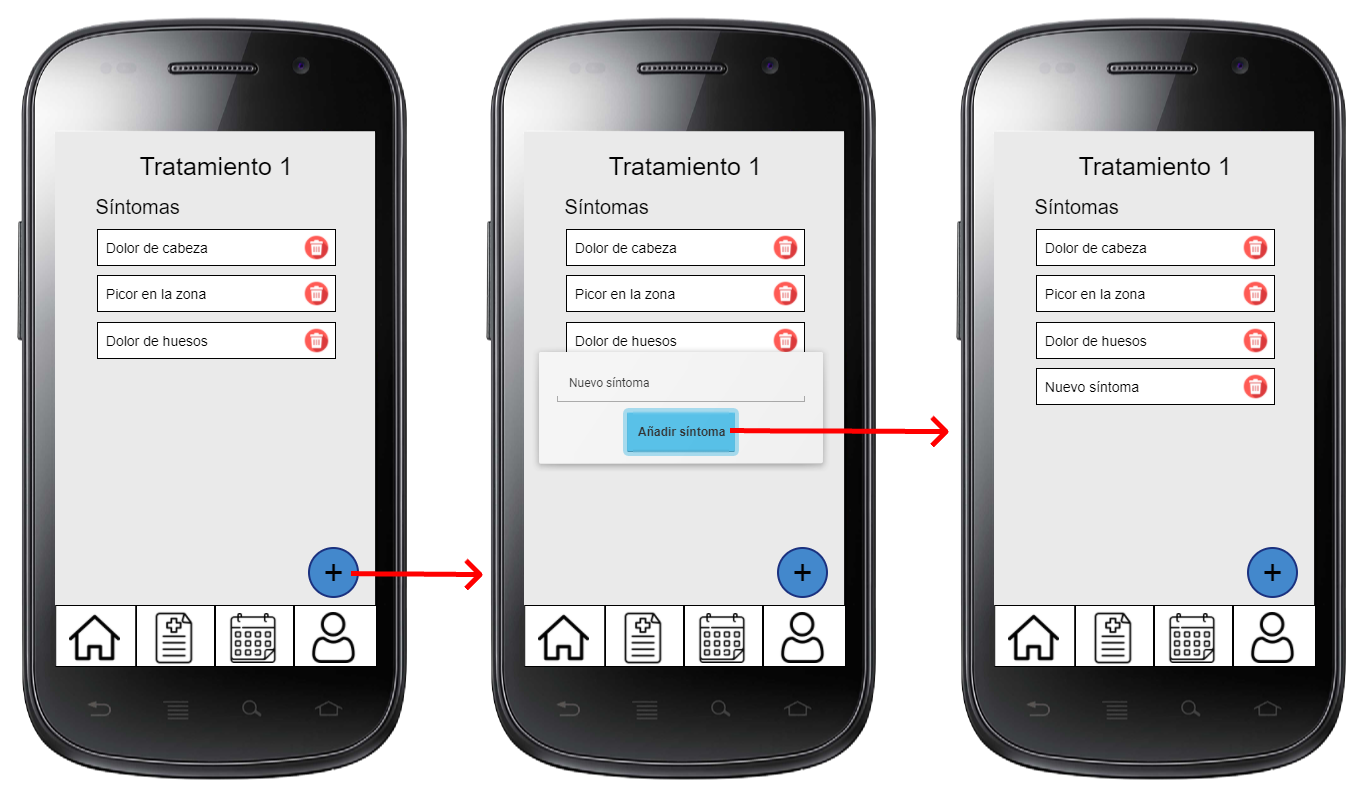 Tratamiento 1
Síntomas
Dolor de cabeza
Picor en la zona
Dolor de huesos
+
Tratamiento 1
Síntomas
Dolor de cabeza
Picor en la zona
Dolor de huesos
Nuevo síntoma
Añadir síntoma
+
Tratamiento 1
Síntomas
Dolor de cabeza
Picor en la zona
Dolor de huesos
Nuevo síntoma
+